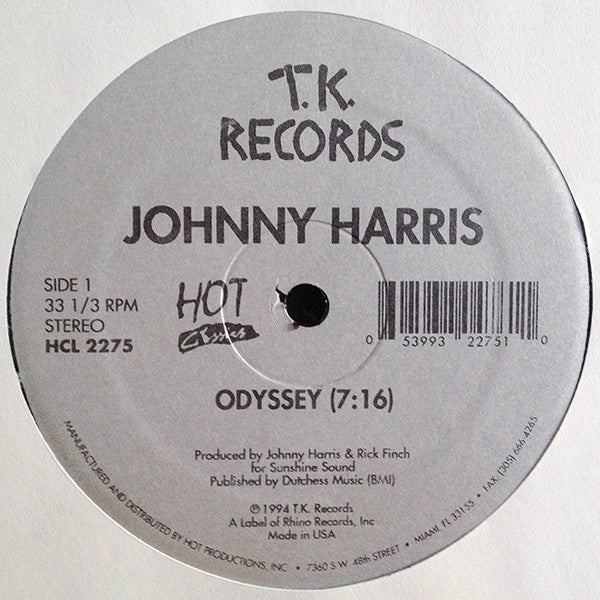 T.K.
RECORDS
JOHNNY HARRIS
SIDE 1
33 1/3 RPM
STEREO
HCL 2275
HOT
Classics
0 53993 22751 0
ODYSSEY (7:16)
Produced by Johnny Harris & Rick Finch
for Sunshine Sound
Published by Dutchess Music (BMI)
℗ 1994 T.K. Records
A Label of Rhino Records, Inc
Made in USA
MANUFACTURED AND DISTRIBUTED BY HOT PRODUCTIONS, INC. • 7360 S.W. 48th STREET • MIAMI, FL 33155 • FAX (305) 666-4265